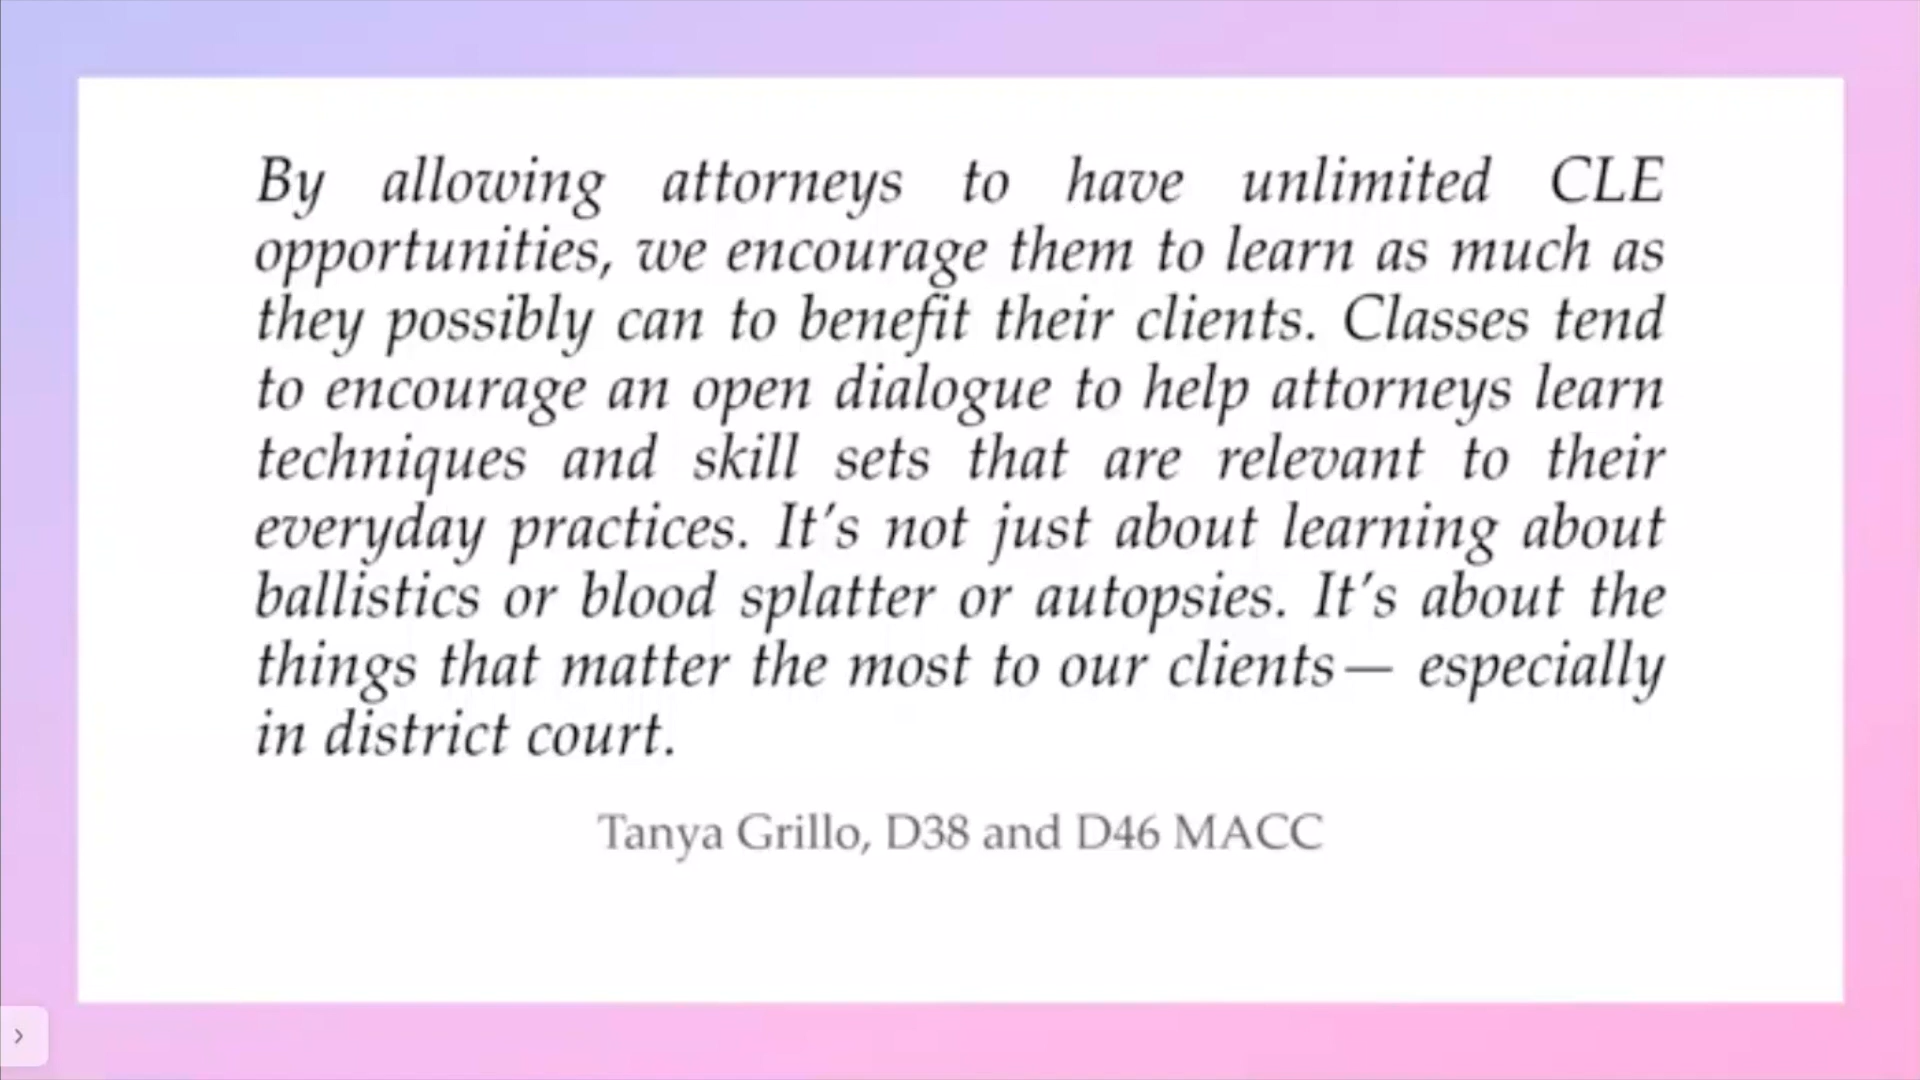 By allowing attorneys to have unlimited CLE
opportunities, we encourage them to learn as much as
they possibly can to benefit their clients. Classes tend
to encourage an open dialogue to help attorneys learn
techniques and skill sets that are relevant to their
everyday practices. It’s not just about learning about
ballistics or blood splatter or autopsies. It’s about the
things that matter the most to our clients— especially
in district court.
Tanya Grillo, D38 and D46 MACC